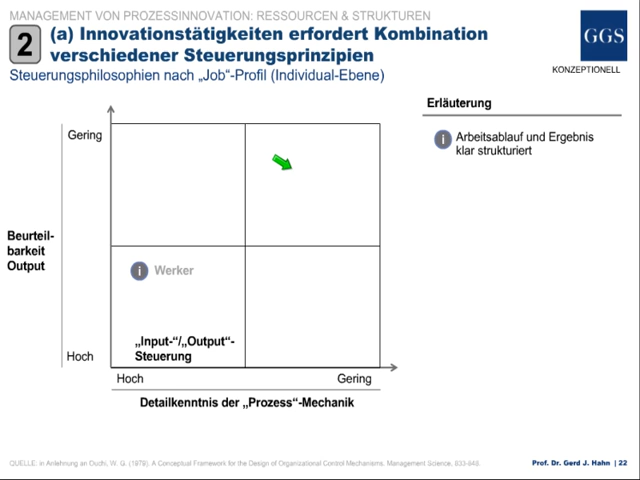 MANAGEMENT VON PROZESSINNOVATION: RESSOURCEN & STRUKTUREN
2
(a) Innovationstätigkeiten erfordert Kombination
verschiedener Steuerungsprinzipien
Steuerungsphilosophien nach „Job“-Profil (Individual-Ebene)
GGS
KONZEPTIONELL
Erläuterung
i Arbeitsablauf und Ergebnis
klar strukturiert
Gering
Beurteil-
barkeit
Output
i Werker
„Input-“/„Output“-
Steuerung
Hoch
Hoch
Gering
Detailkenntnis der „Prozess“-Mechanik
QUELLE: in Anlehnung an Ouchi, W. G. (1979). A Conceptual Framework for the Design of Organizational Control Mechanisms. Management Science, 833-848.
Prof. Dr. Gerd J. Hahn | 22